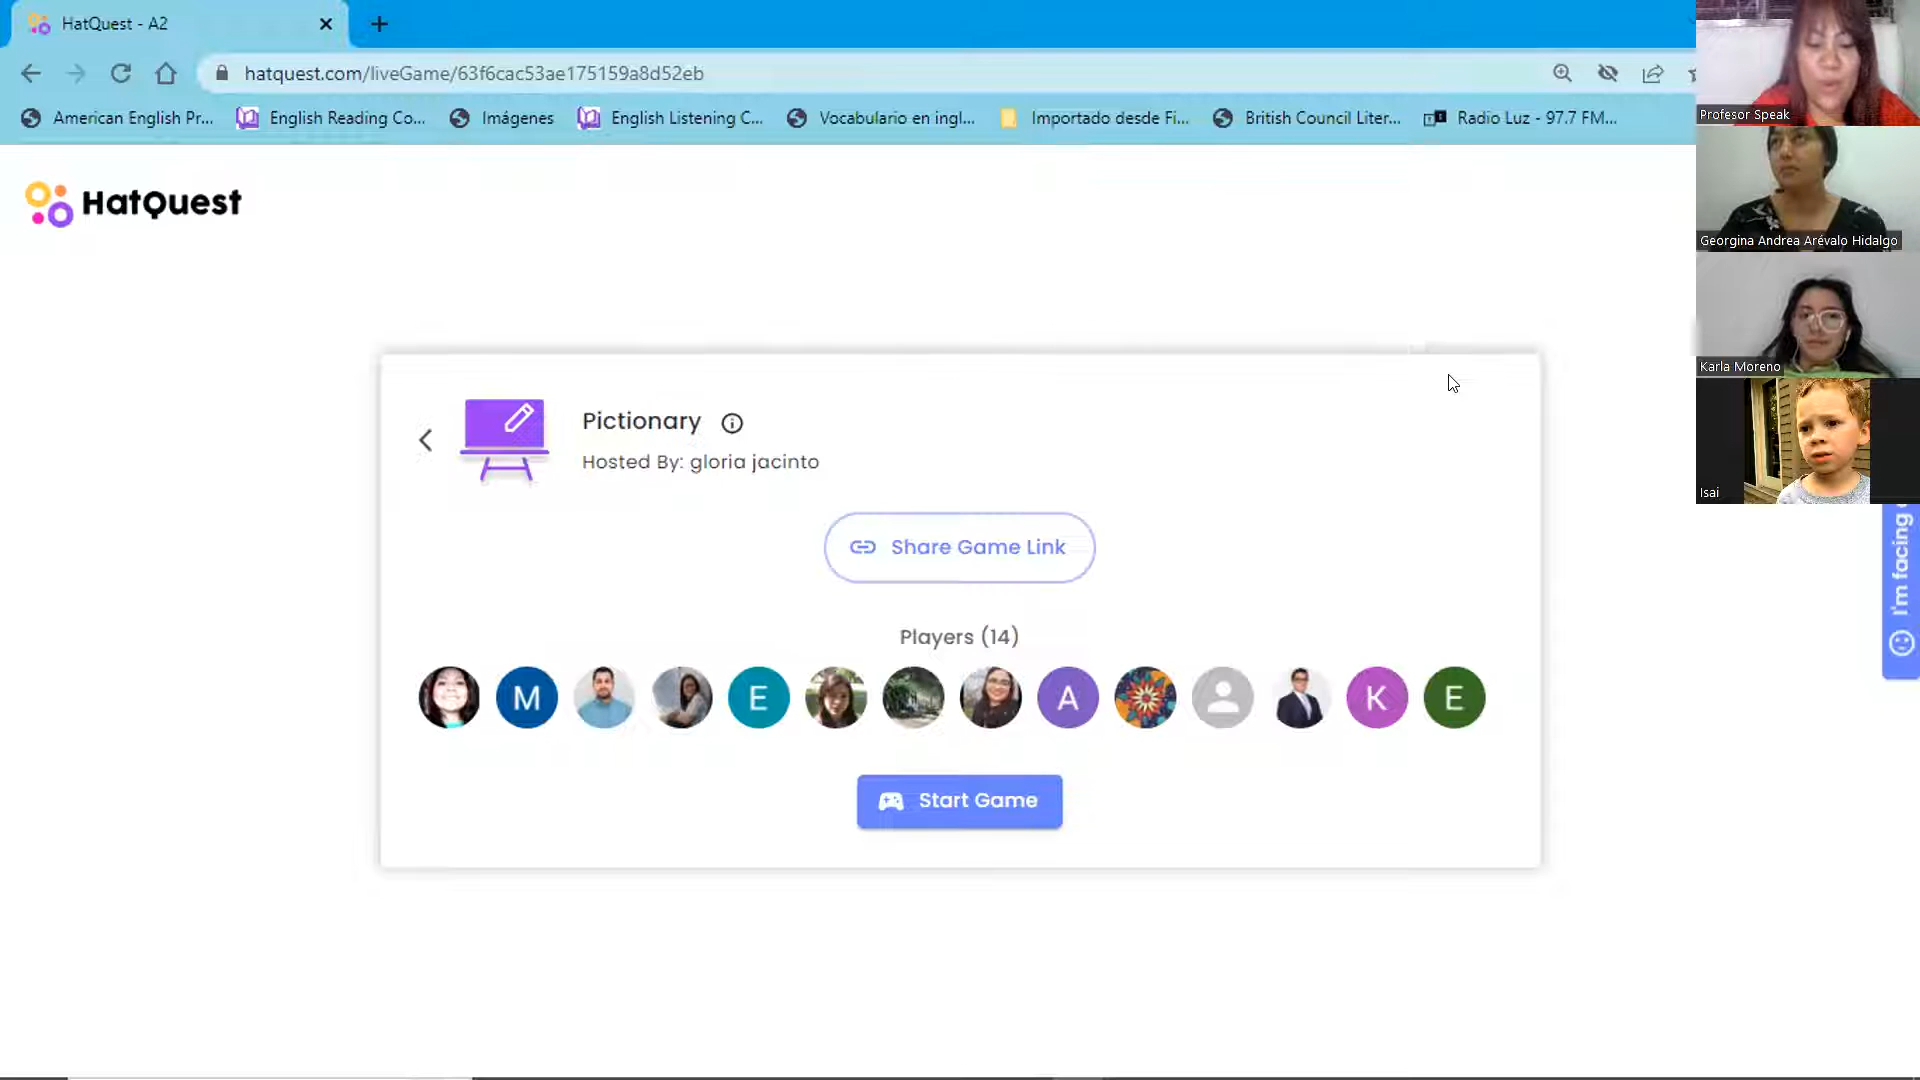 HatQuest - A2
hatquest.com/liveGame/63f6cac53ae175159a8d52eb
American English Pr... English Reading Co... Imágenes English Listening C... Vocabulario en ingl... Importado desde Fi... British Council Liter... Radio Luz - 97.7 FM...
HatQuest
Pictionary
Hosted By: gloria jacinto
Share Game Link
Players (14)
M E A K E
Start Game
Profesor Speak
Georgina Andrea Arévalo Hidalgo
Karla Moreno
Isai
I'm facing